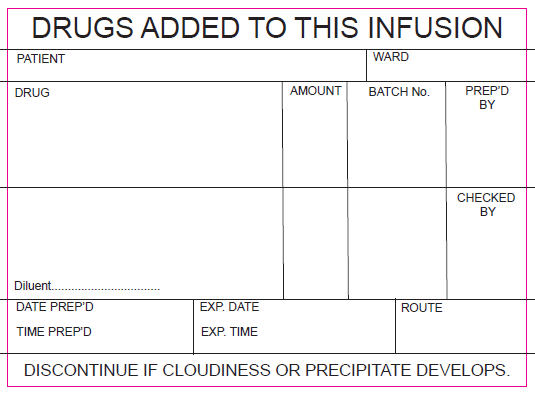 DRUGS ADDED TO THIS INFUSION
PATIENT
WARD
DRUG
AMOUNT
BATCH No.
PREP'D
BY
CHECKED
BY
Diluent.................................
DATE PREP'D
EXP. DATE
ROUTE
TIME PREP'D
EXP. TIME
DISCONTINUE IF CLOUDINESS OR PRECIPITATE DEVELOPS.